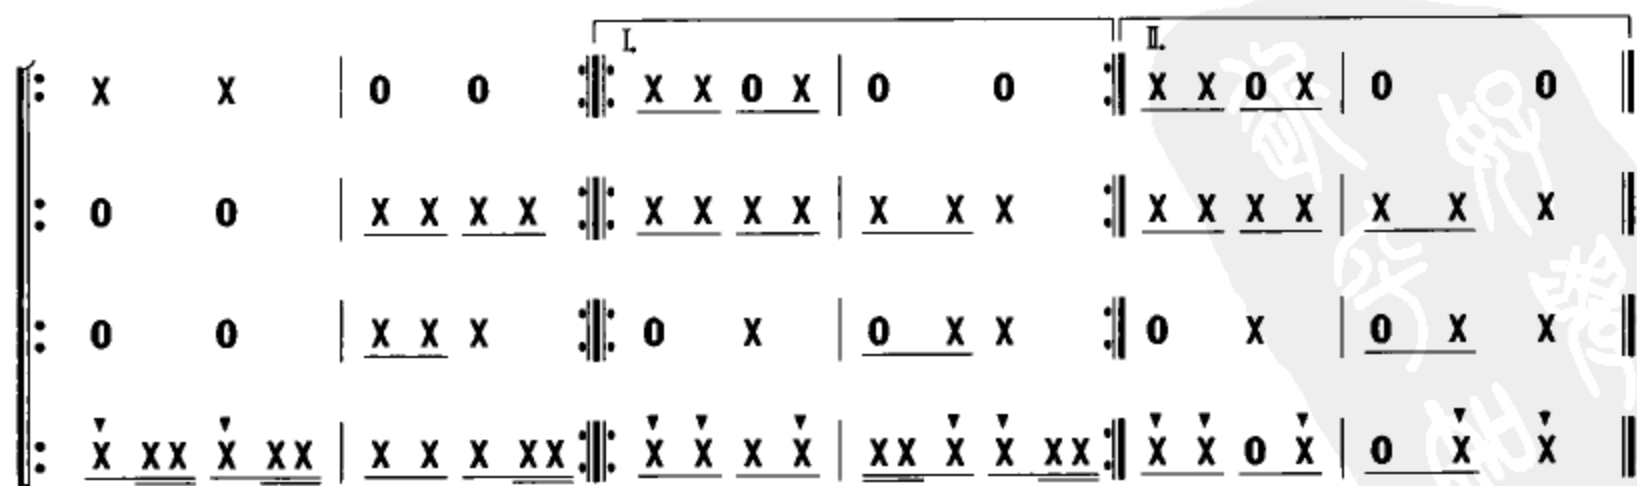 I. II.
X X | 0 0 X X 0 X | 0 0 X X 0 X | 0 0
0 0 | X X X X X X X X | X X X X X X X | X X X
0 0 | X X X 0 X | 0 X X 0 X | 0 X X
X XX X XX | X X X XX X X X X | XX X X XX X X 0 X | 0 X X